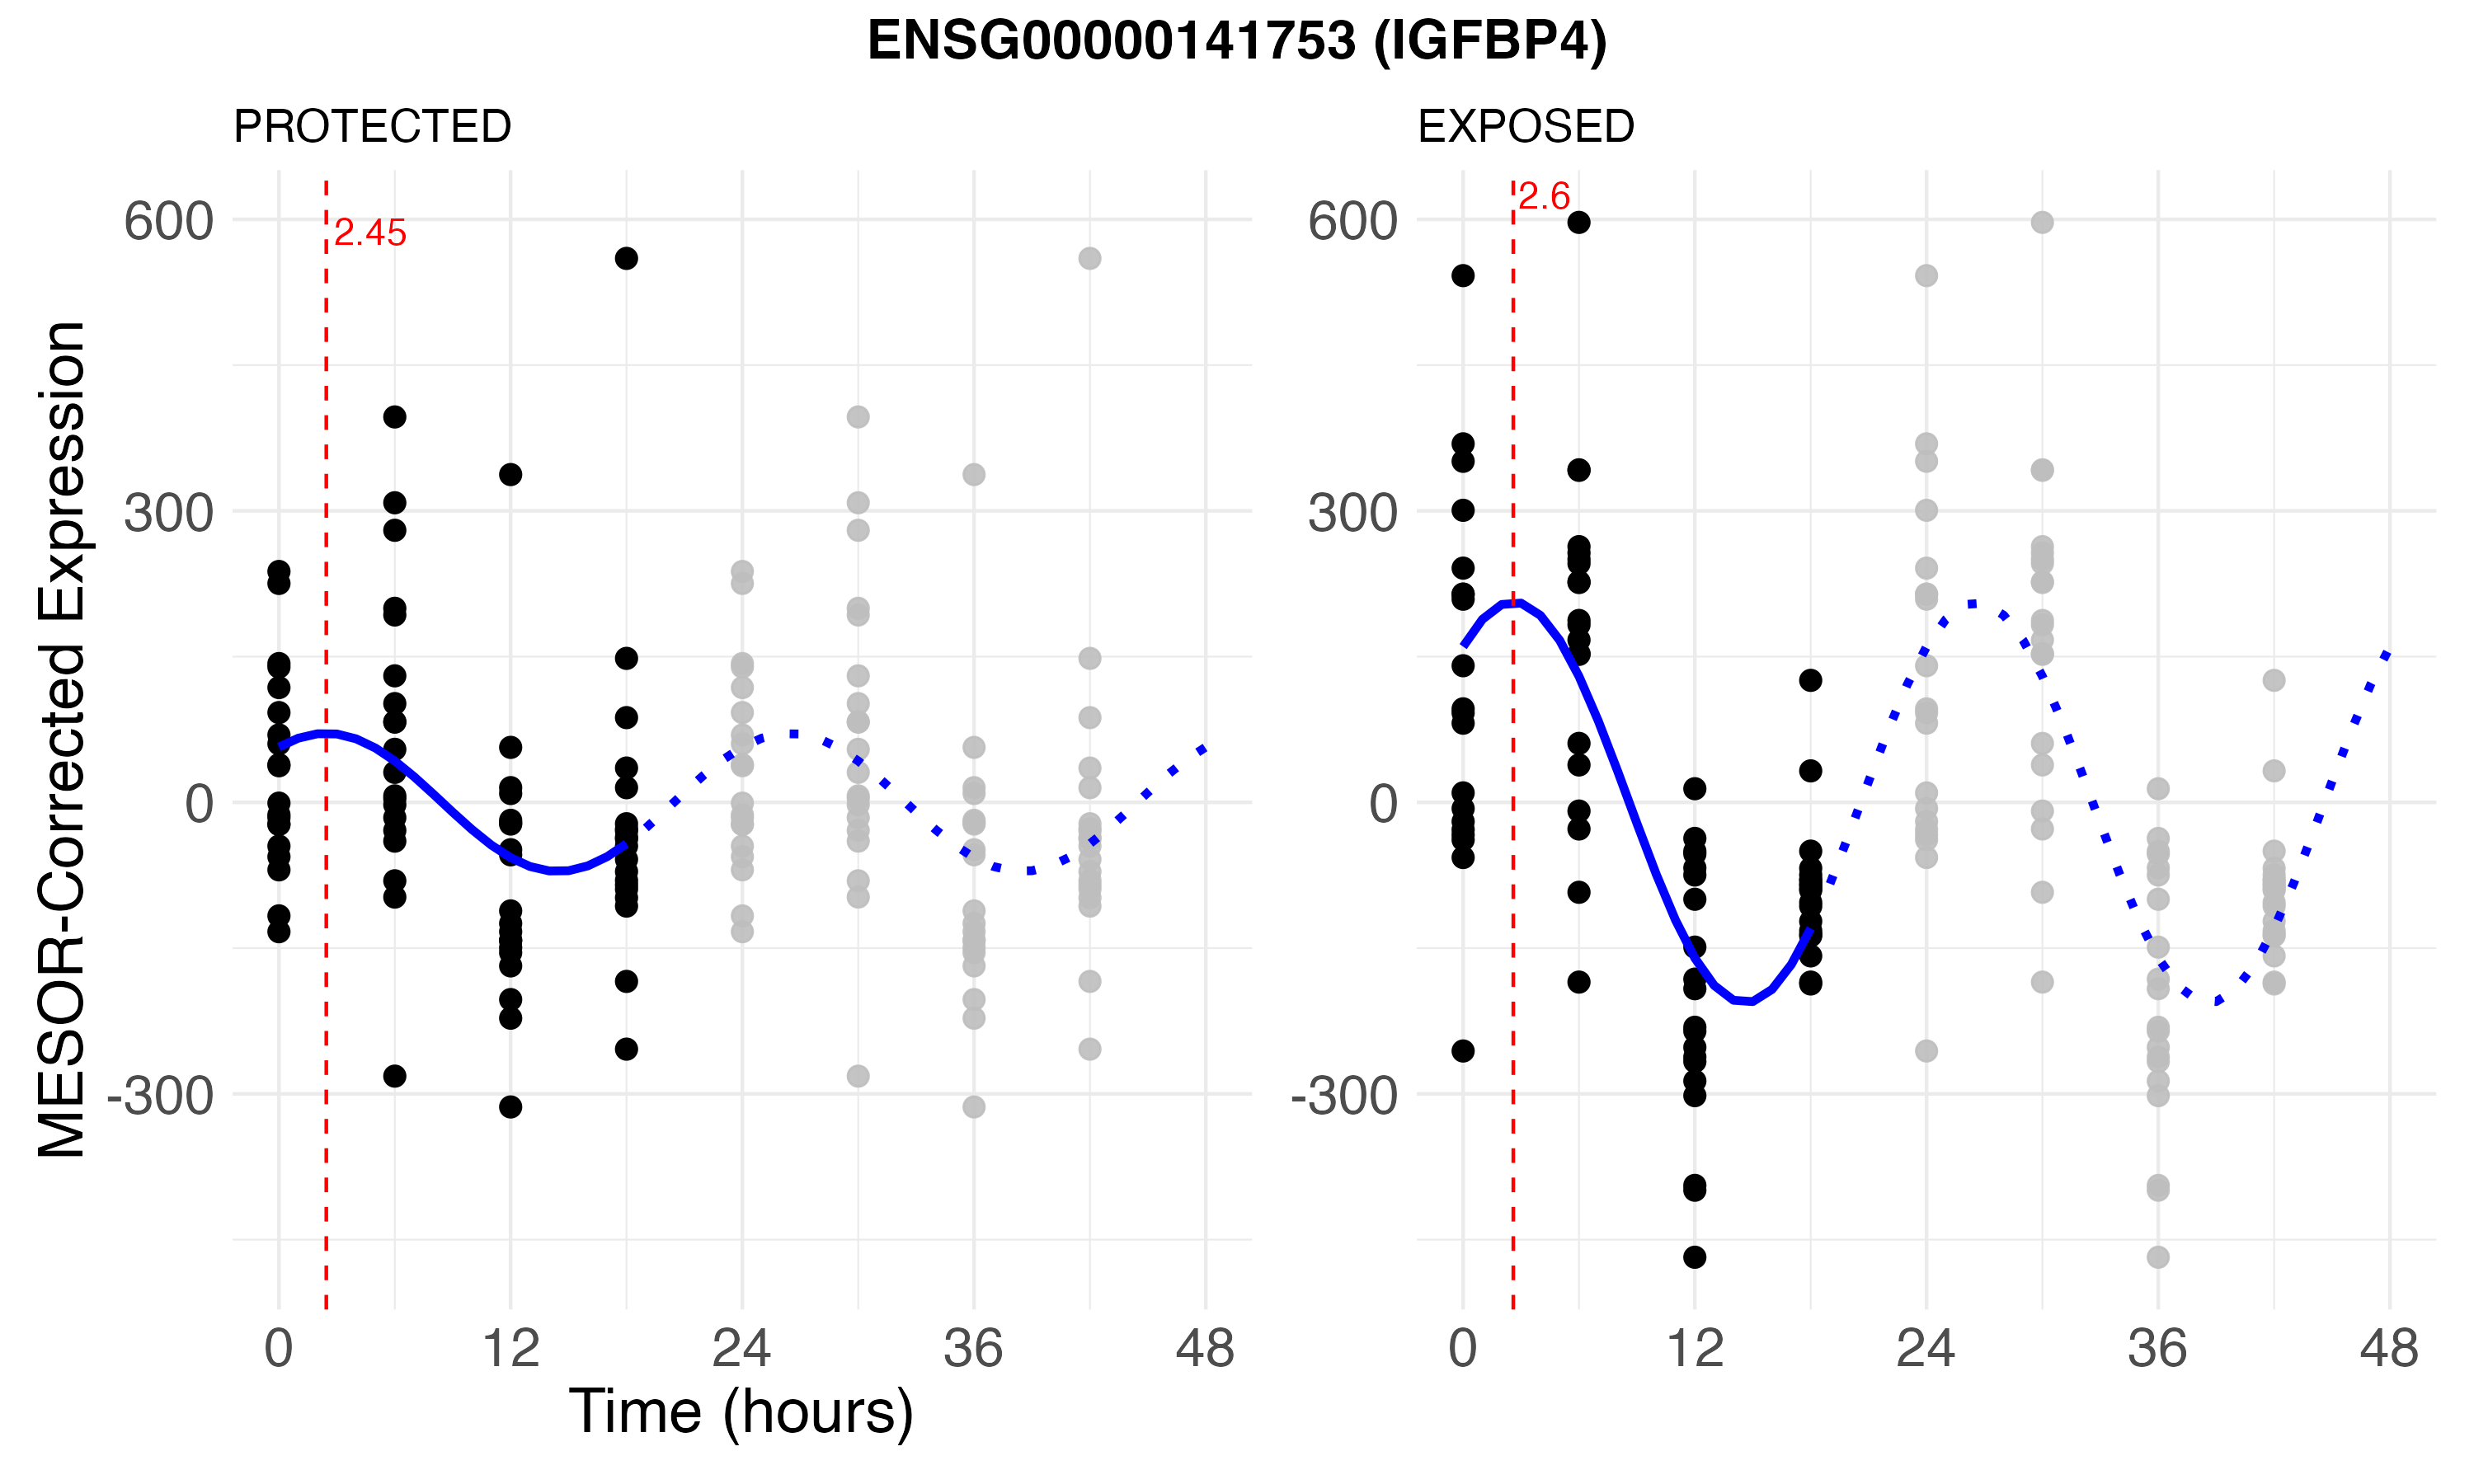 ENSG00000141753 (IGFBP4)
PROTECTED
EXPOSED
MESOR-Corrected Expression
600
300
0
-300
2.45
0 12 24 36 48
600
300
0
-300
2.6
0 12 24 36 48
Time (hours)